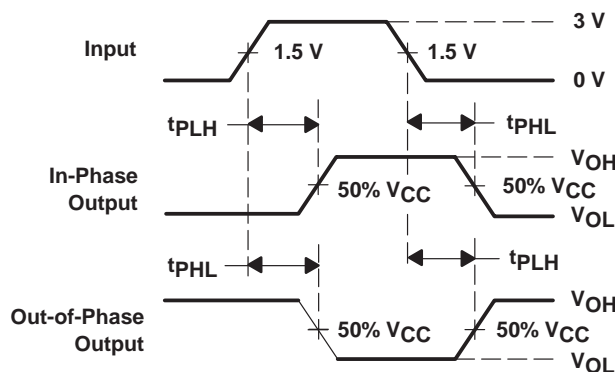 3 V
Input
1.5 V
1.5 V
0 V
tPLH
tPHL
VOH
In-Phase
Output
50% VCC
50% VCC
VOL
tPHL
tPLH
VOH
Out-of-Phase
Output
50% VCC
50% VCC
VOL